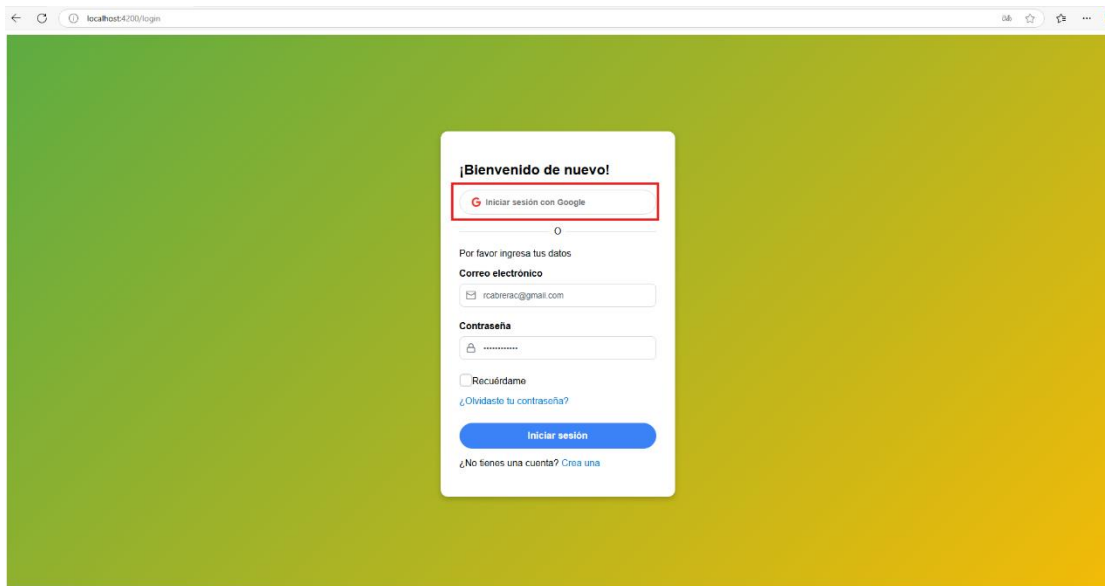 localhost:4200/login
¡Bienvenido de nuevo!
Iniciar sesión con Google
O
Por favor ingresa tus datos
Correo electrónico
rcabrerac@gmail.com
Contraseña
············
Recuérdame
¿Olvidaste tu contraseña?
Iniciar sesión
¿No tienes una cuenta? Crea una